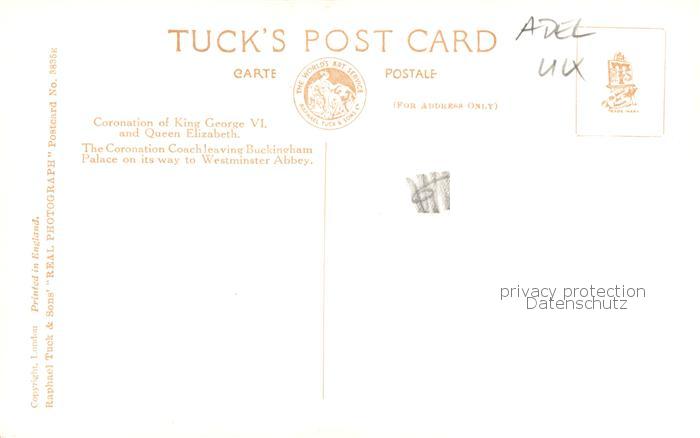 TUCK'S POST CARD
CARTE POSTALE
THE WORLD'S ART SERVICE
RAPHAEL TUCK & SONS LTD
(FOR ADDRESS ONLY)
ADEL
UK
TRADE MARK
Coronation of King George VI.
and Queen Elizabeth.
The Coronation Coach leaving Buckingham
Palace on its way to Westminster Abbey.
privacy protection
Datenschutz
Copyright, London Printed in England.
Raphael Tuck & Sons' "REAL PHOTOGRAPH" Postcard No. 3835E